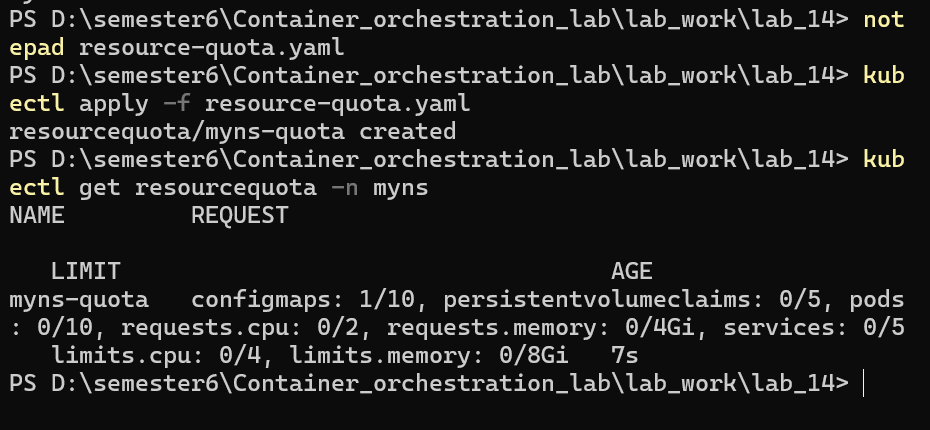 PS D:\semester6\Container_orchestration_lab\lab_work\lab_14> not
epad resource-quota.yaml
PS D:\semester6\Container_orchestration_lab\lab_work\lab_14> kub
ectl apply -f resource-quota.yaml
resourcequota/myns-quota created
PS D:\semester6\Container_orchestration_lab\lab_work\lab_14> kub
ectl get resourcequota -n myns
NAME         REQUEST
   LIMIT                                   AGE
myns-quota   configmaps: 1/10, persistentvolumeclaims: 0/5, pods
: 0/10, requests.cpu: 0/2, requests.memory: 0/4Gi, services: 0/5
   limits.cpu: 0/4, limits.memory: 0/8Gi   7s
PS D:\semester6\Container_orchestration_lab\lab_work\lab_14>